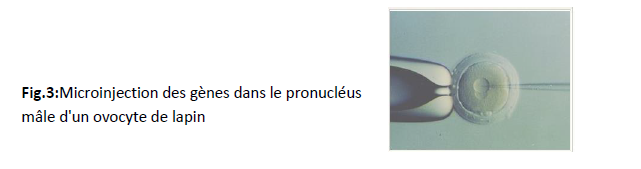 Fig.3:Microinjection des gènes dans le pronucléus
mâle d'un ovocyte de lapin